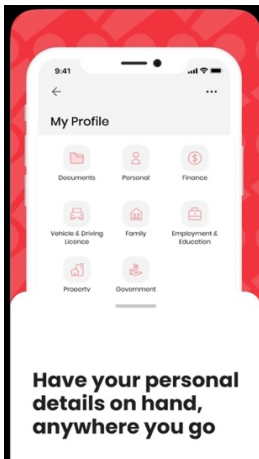 9:41
My Profile
Documents
Personal
Finance
Vehicle & Driving
Licence
Family
Employment &
Education
Property
Government
Have your personal
details on hand,
anywhere you go